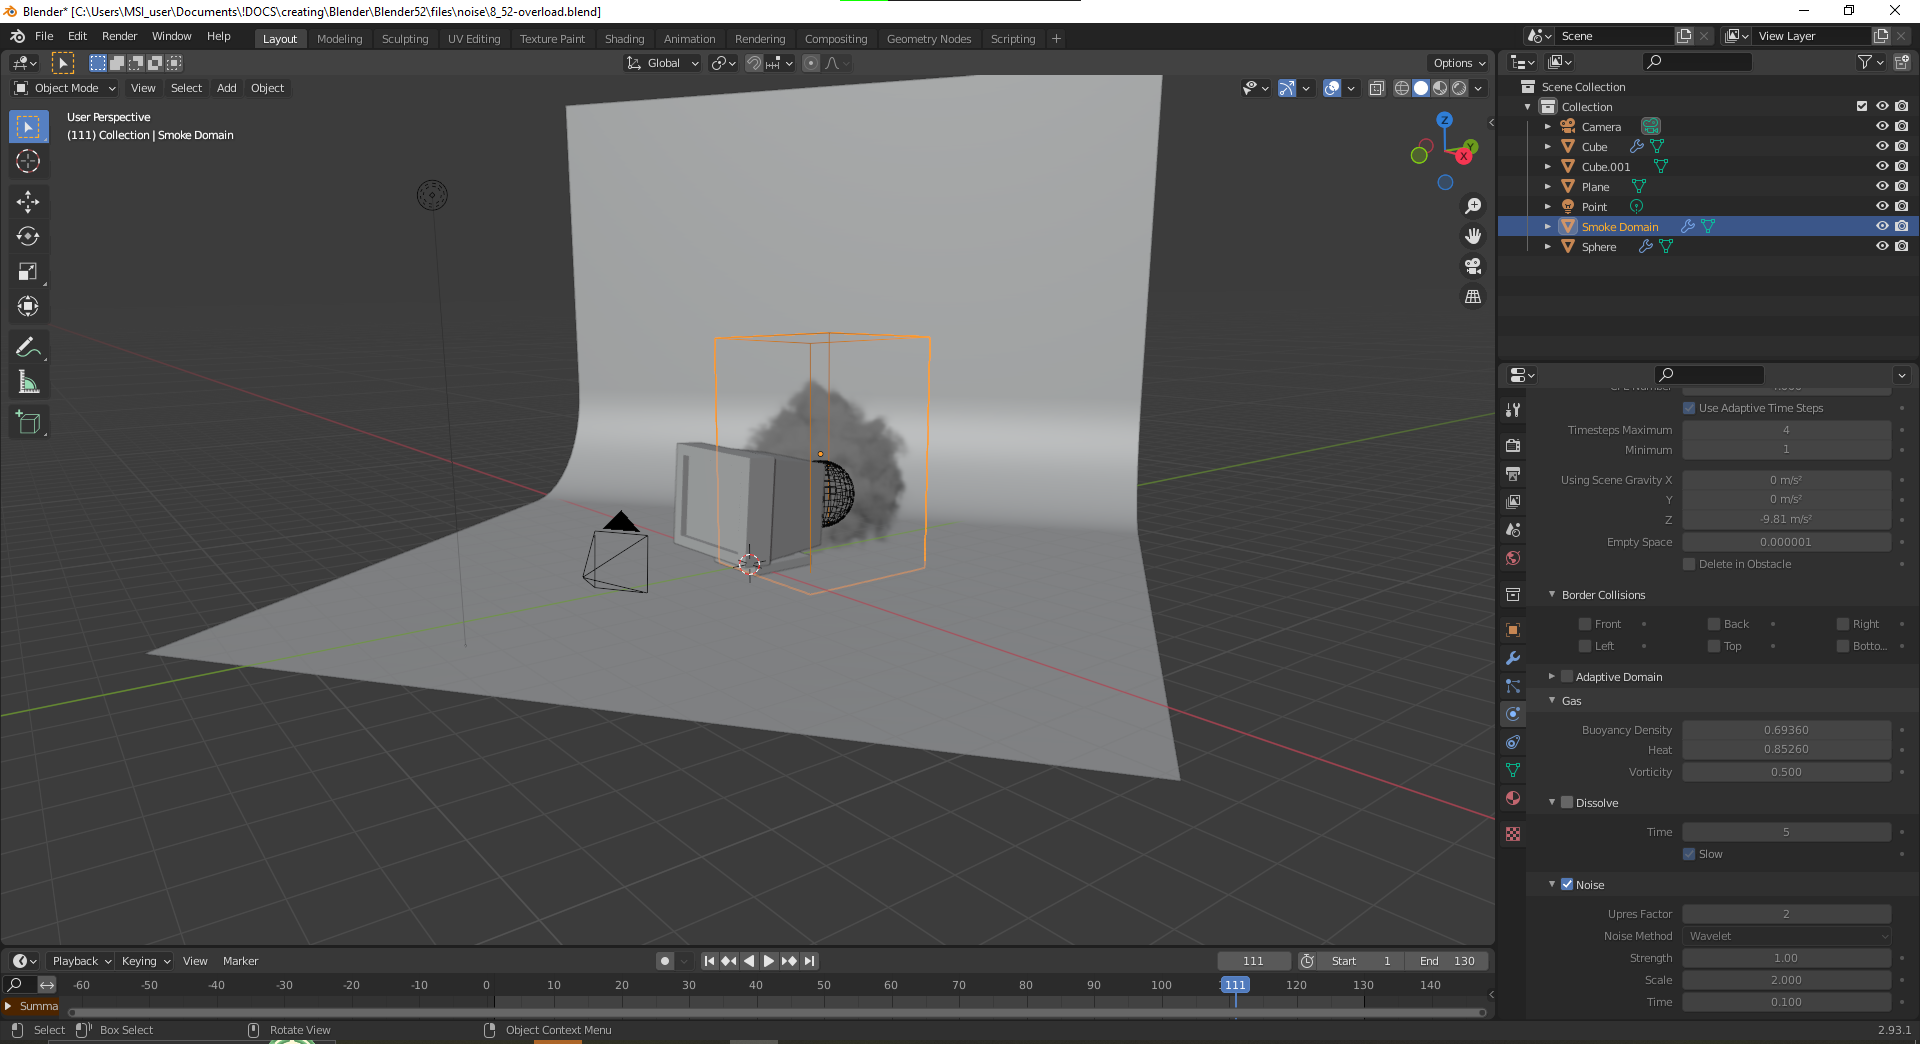 Blender* [C:\Users\MSI_user\Documents\!DOCS\creating\Blender\Blender52\files\noise\8_52-overload.blend]
File Edit Render Window Help Layout Modeling Sculpting UV Editing Texture Paint Shading Animation Rendering Compositing Geometry Nodes Scripting + Scene View Layer
Global Options
Object Mode View Select Add Object
User Perspective
(111) Collection | Smoke Domain
Z
Y
X
Scene Collection
Collection
Camera
Cube
Cube.001
Plane
Point
Smoke Domain
Sphere
Use Adaptive Time Steps
Timesteps Maximum 4
Minimum 1
Using Scene Gravity X 0 m/s²
Y 0 m/s²
Z -9.81 m/s²
Empty Space 0.000001
Delete in Obstacle
Border Collisions
Front Back Right
Left Top Botto...
Adaptive Domain
Gas
Buoyancy Density 0.69360
Heat 0.85260
Vorticity 0.500
Dissolve
Time 5
Slow
Noise
Upres Factor 2
Noise Method Wavelet
Strength 1.00
Scale 2.000
Time 0.100
Playback Keying View Marker 111 Start 1 End 130
-60 -50 -40 -30 -20 -10 0 10 20 30 40 50 60 70 80 90 100 111 120 130 140
Summa
Select Box Select Rotate View Object Context Menu 2.93.1